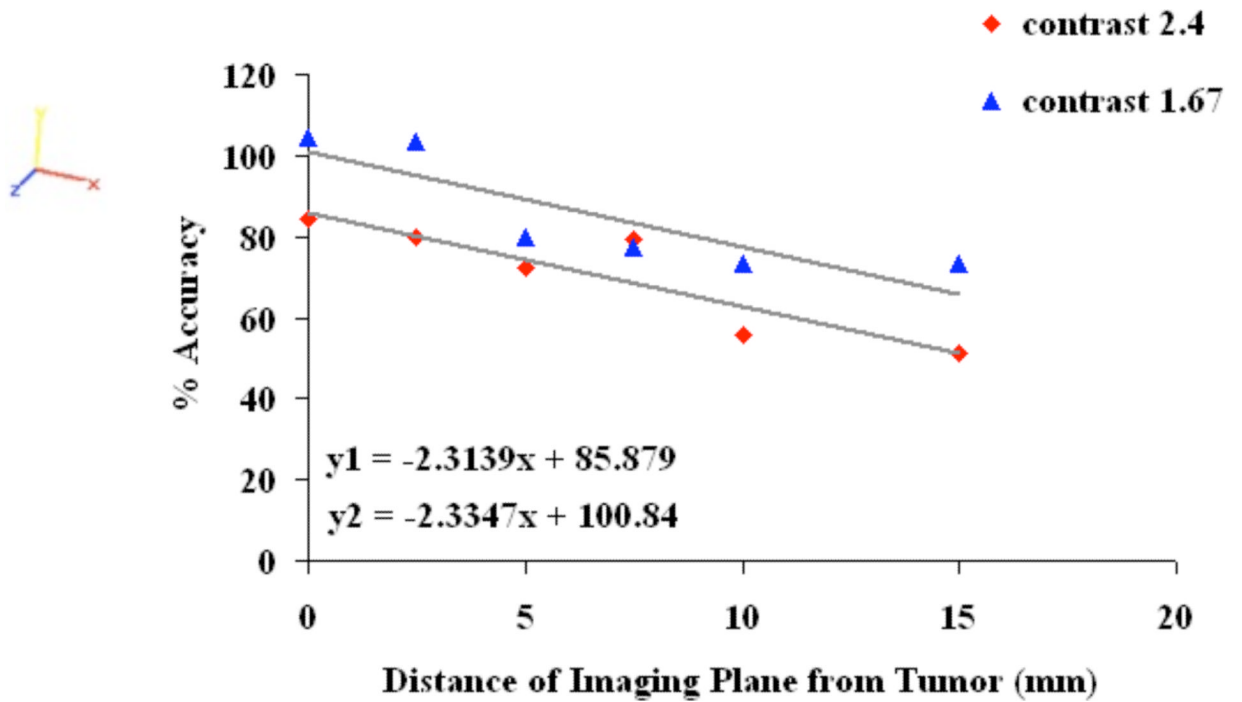 contrast 2.4
contrast 1.67
Y
Z
X
120
100
80
60
40
20
0
% Accuracy
y1 = -2.3139x + 85.879
y2 = -2.3347x + 100.84
0 5 10 15 20
Distance of Imaging Plane from Tumor (mm)